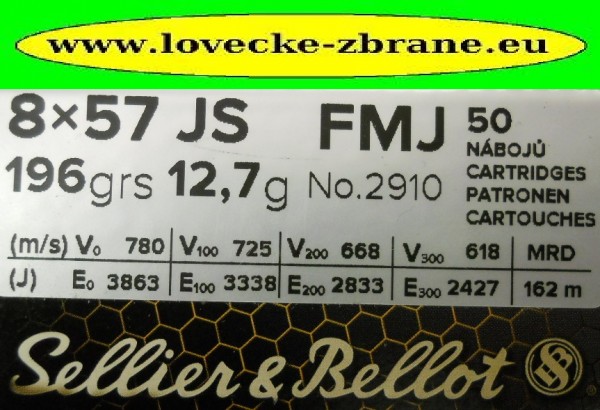 www.lovecke-zbrane.eu
8×57 JS FMJ 50
NÁBOJŮ
196grs 12,7g No.2910 CARTRIDGES
PATRONEN
CARTOUCHES
(m/s) V0 780 V100 725 V200 668 V300 618 MRD
(J) E0 3863 E100 3338 E200 2833 E300 2427 162 m
Sellier & Bellot SB